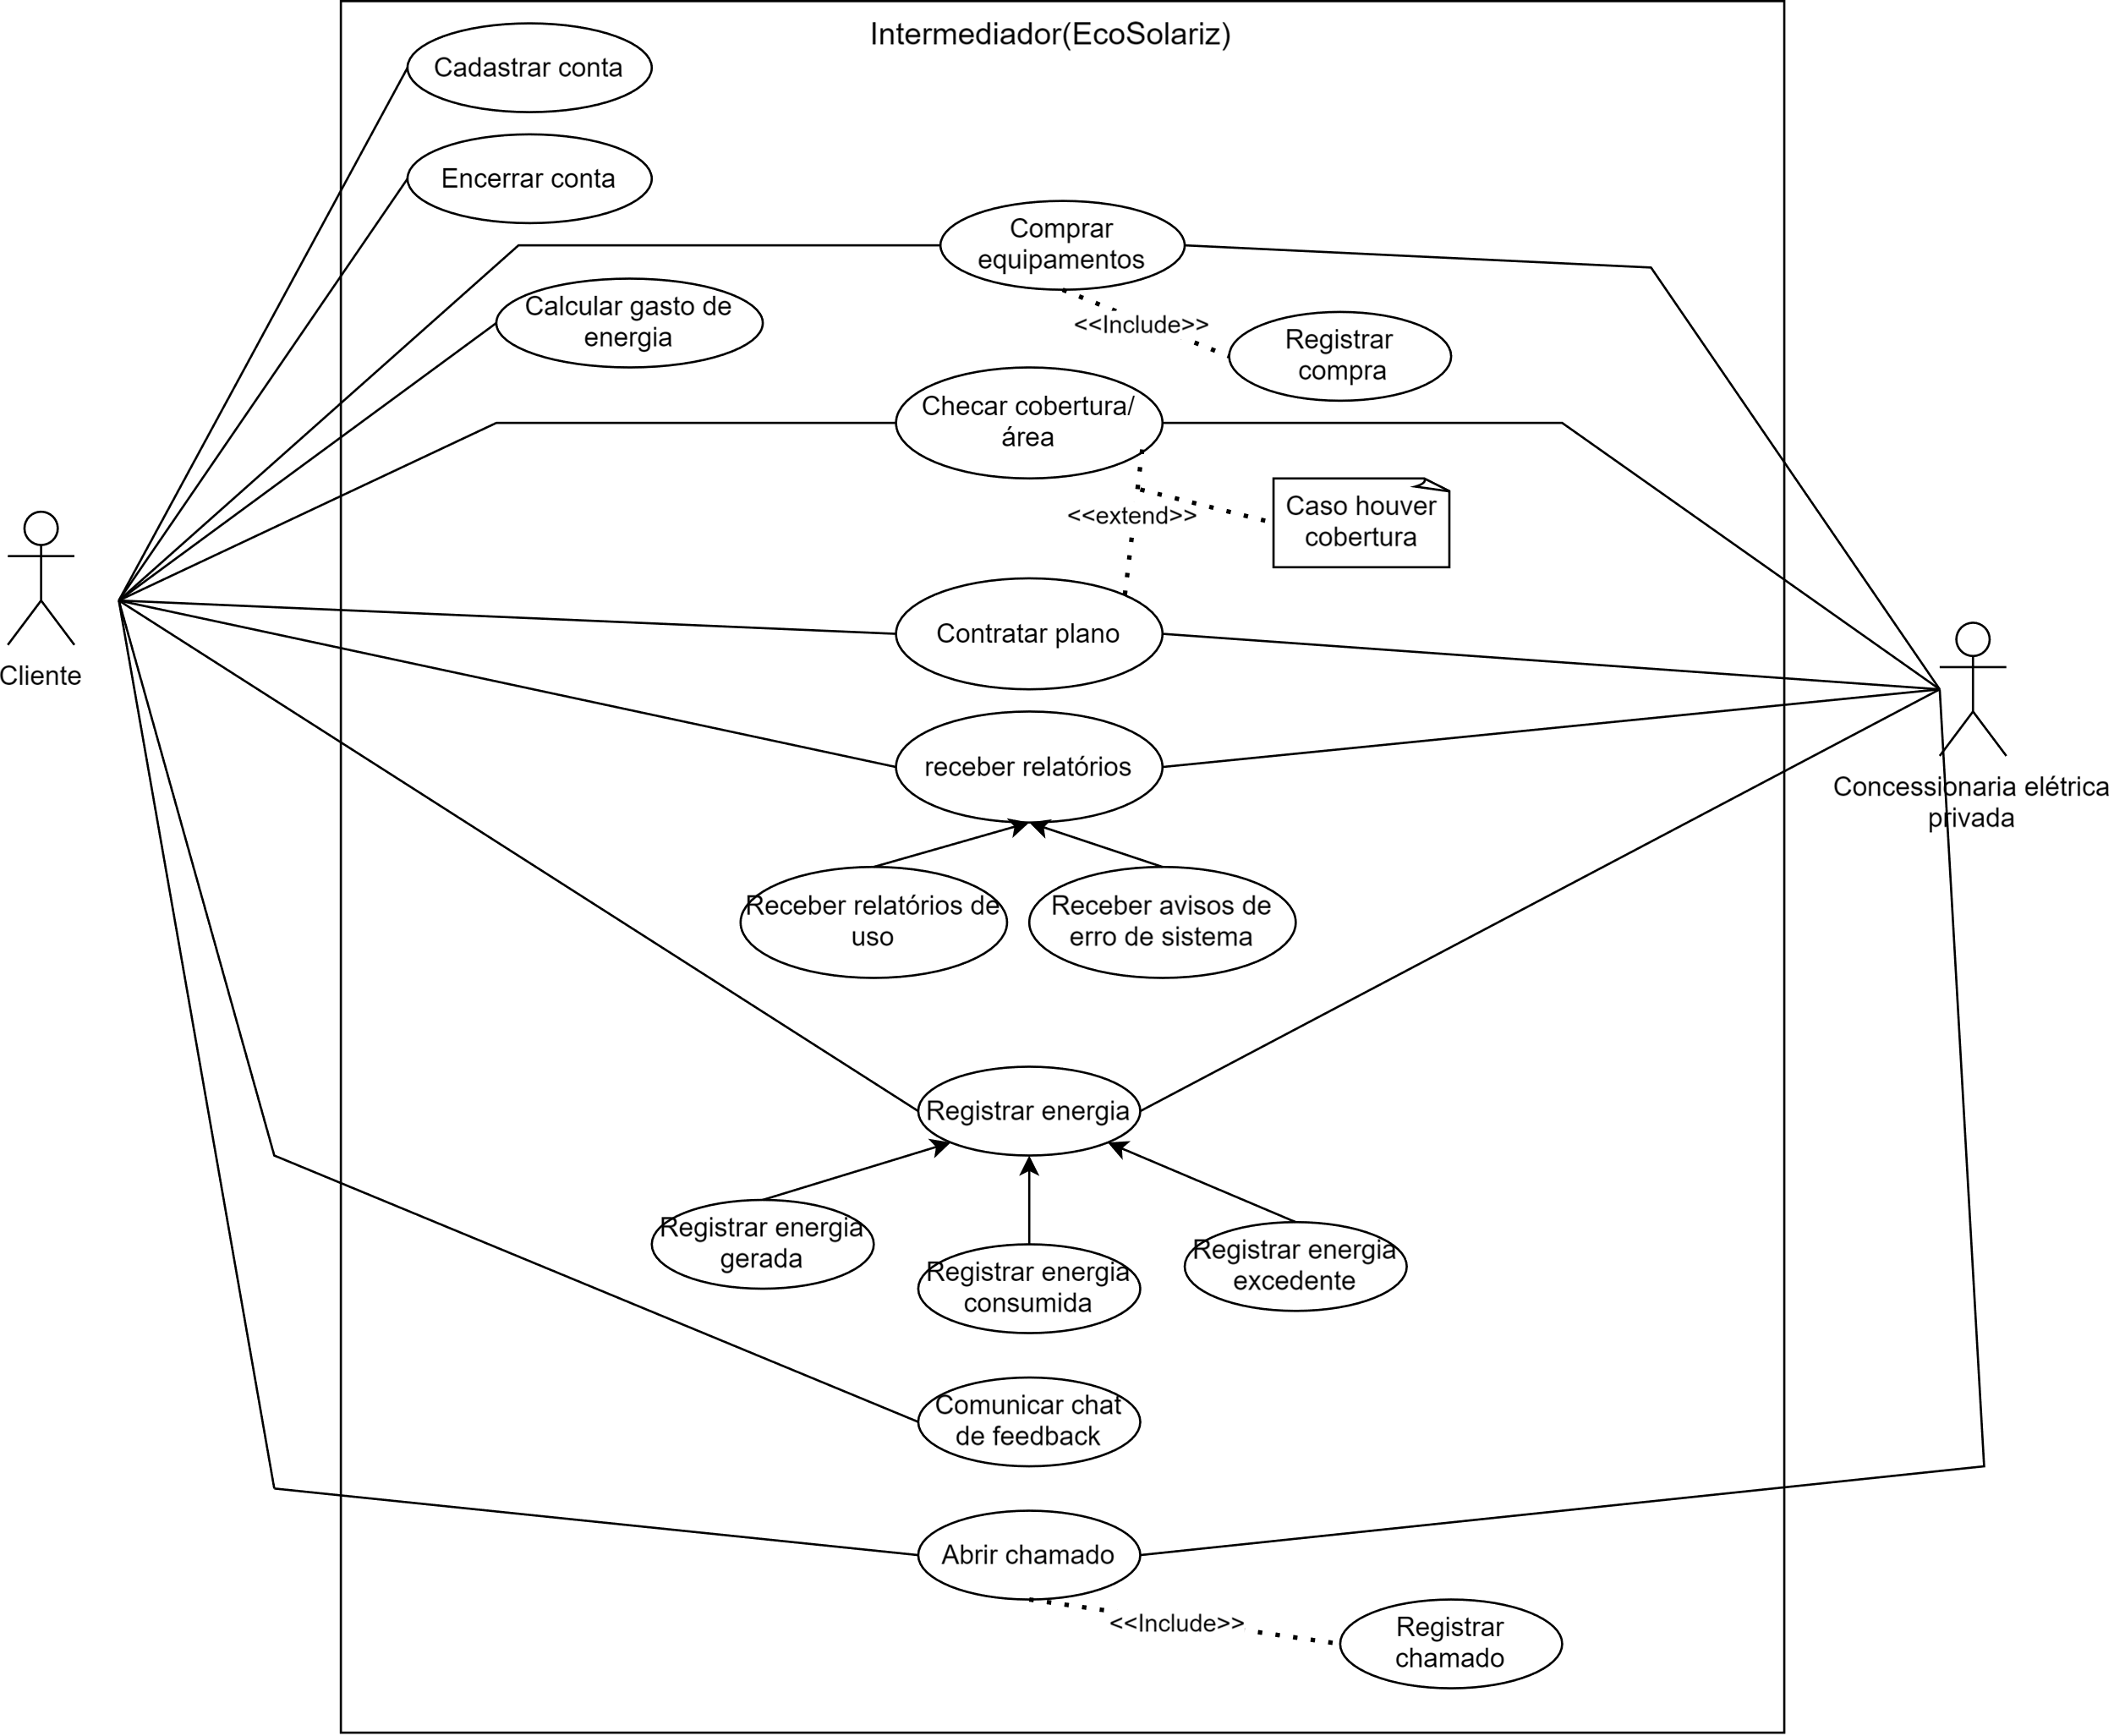 Intermediador(EcoSolariz)
Cadastrar conta
Encerrar conta
Comprar
equipamentos
Calcular gasto de
energia
<<Include>>
Registrar
compra
Checar cobertura/
área
Caso houver
cobertura
<<extend>>
Contratar plano
Cliente
receber relatórios
Concessionaria elétrica
privada
Receber relatórios de
uso
Receber avisos de
erro de sistema
Registrar energia
Registrar energia
gerada
Registrar energia
consumida
Registrar energia
excedente
Comunicar chat
de feedback
Abrir chamado
<<Include>>
Registrar
chamado